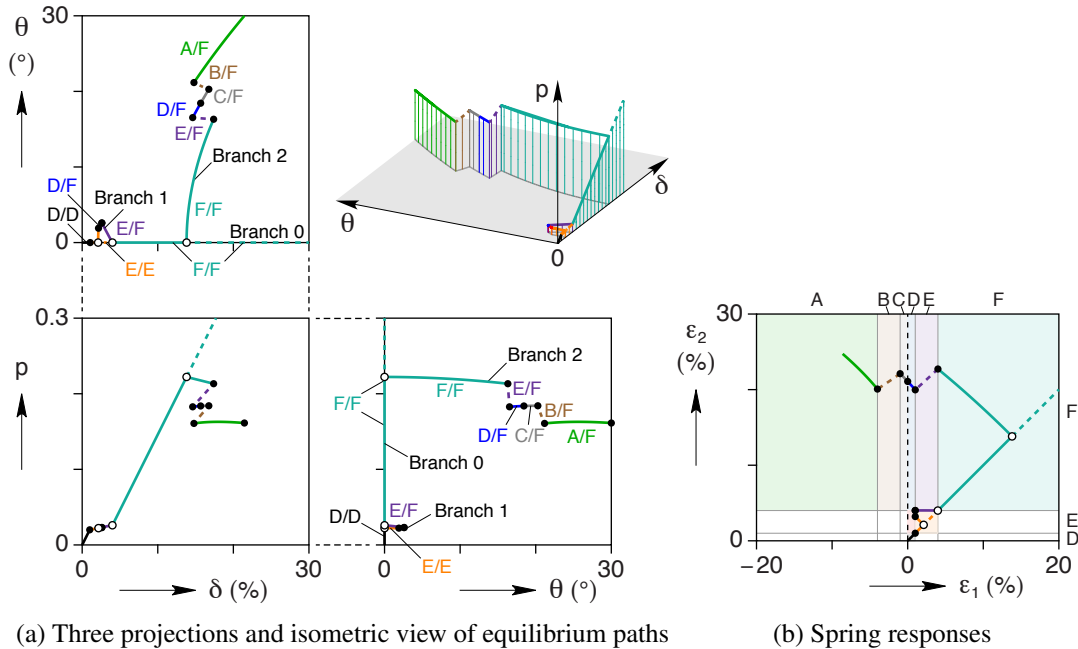 30
θ
(°)
0
A/F
B/F
C/F
D/F
E/F
Branch 2
D/F
Branch 1
D/D
E/F
F/F
Branch 0
E/E
F/F
p
δ
θ
0
0.3
p
0
0
30
δ (%)
Branch 2
F/F
E/F
F/F
B/F
D/F
C/F
A/F
Branch 0
E/F
Branch 1
D/D
E/E
0
30
θ (°)
A
B
C
D
E
F
30
ε2
(%)
0
F
E
D
−20
0
20
ε1 (%)
(a) Three projections and isometric view of equilibrium paths
(b) Spring responses